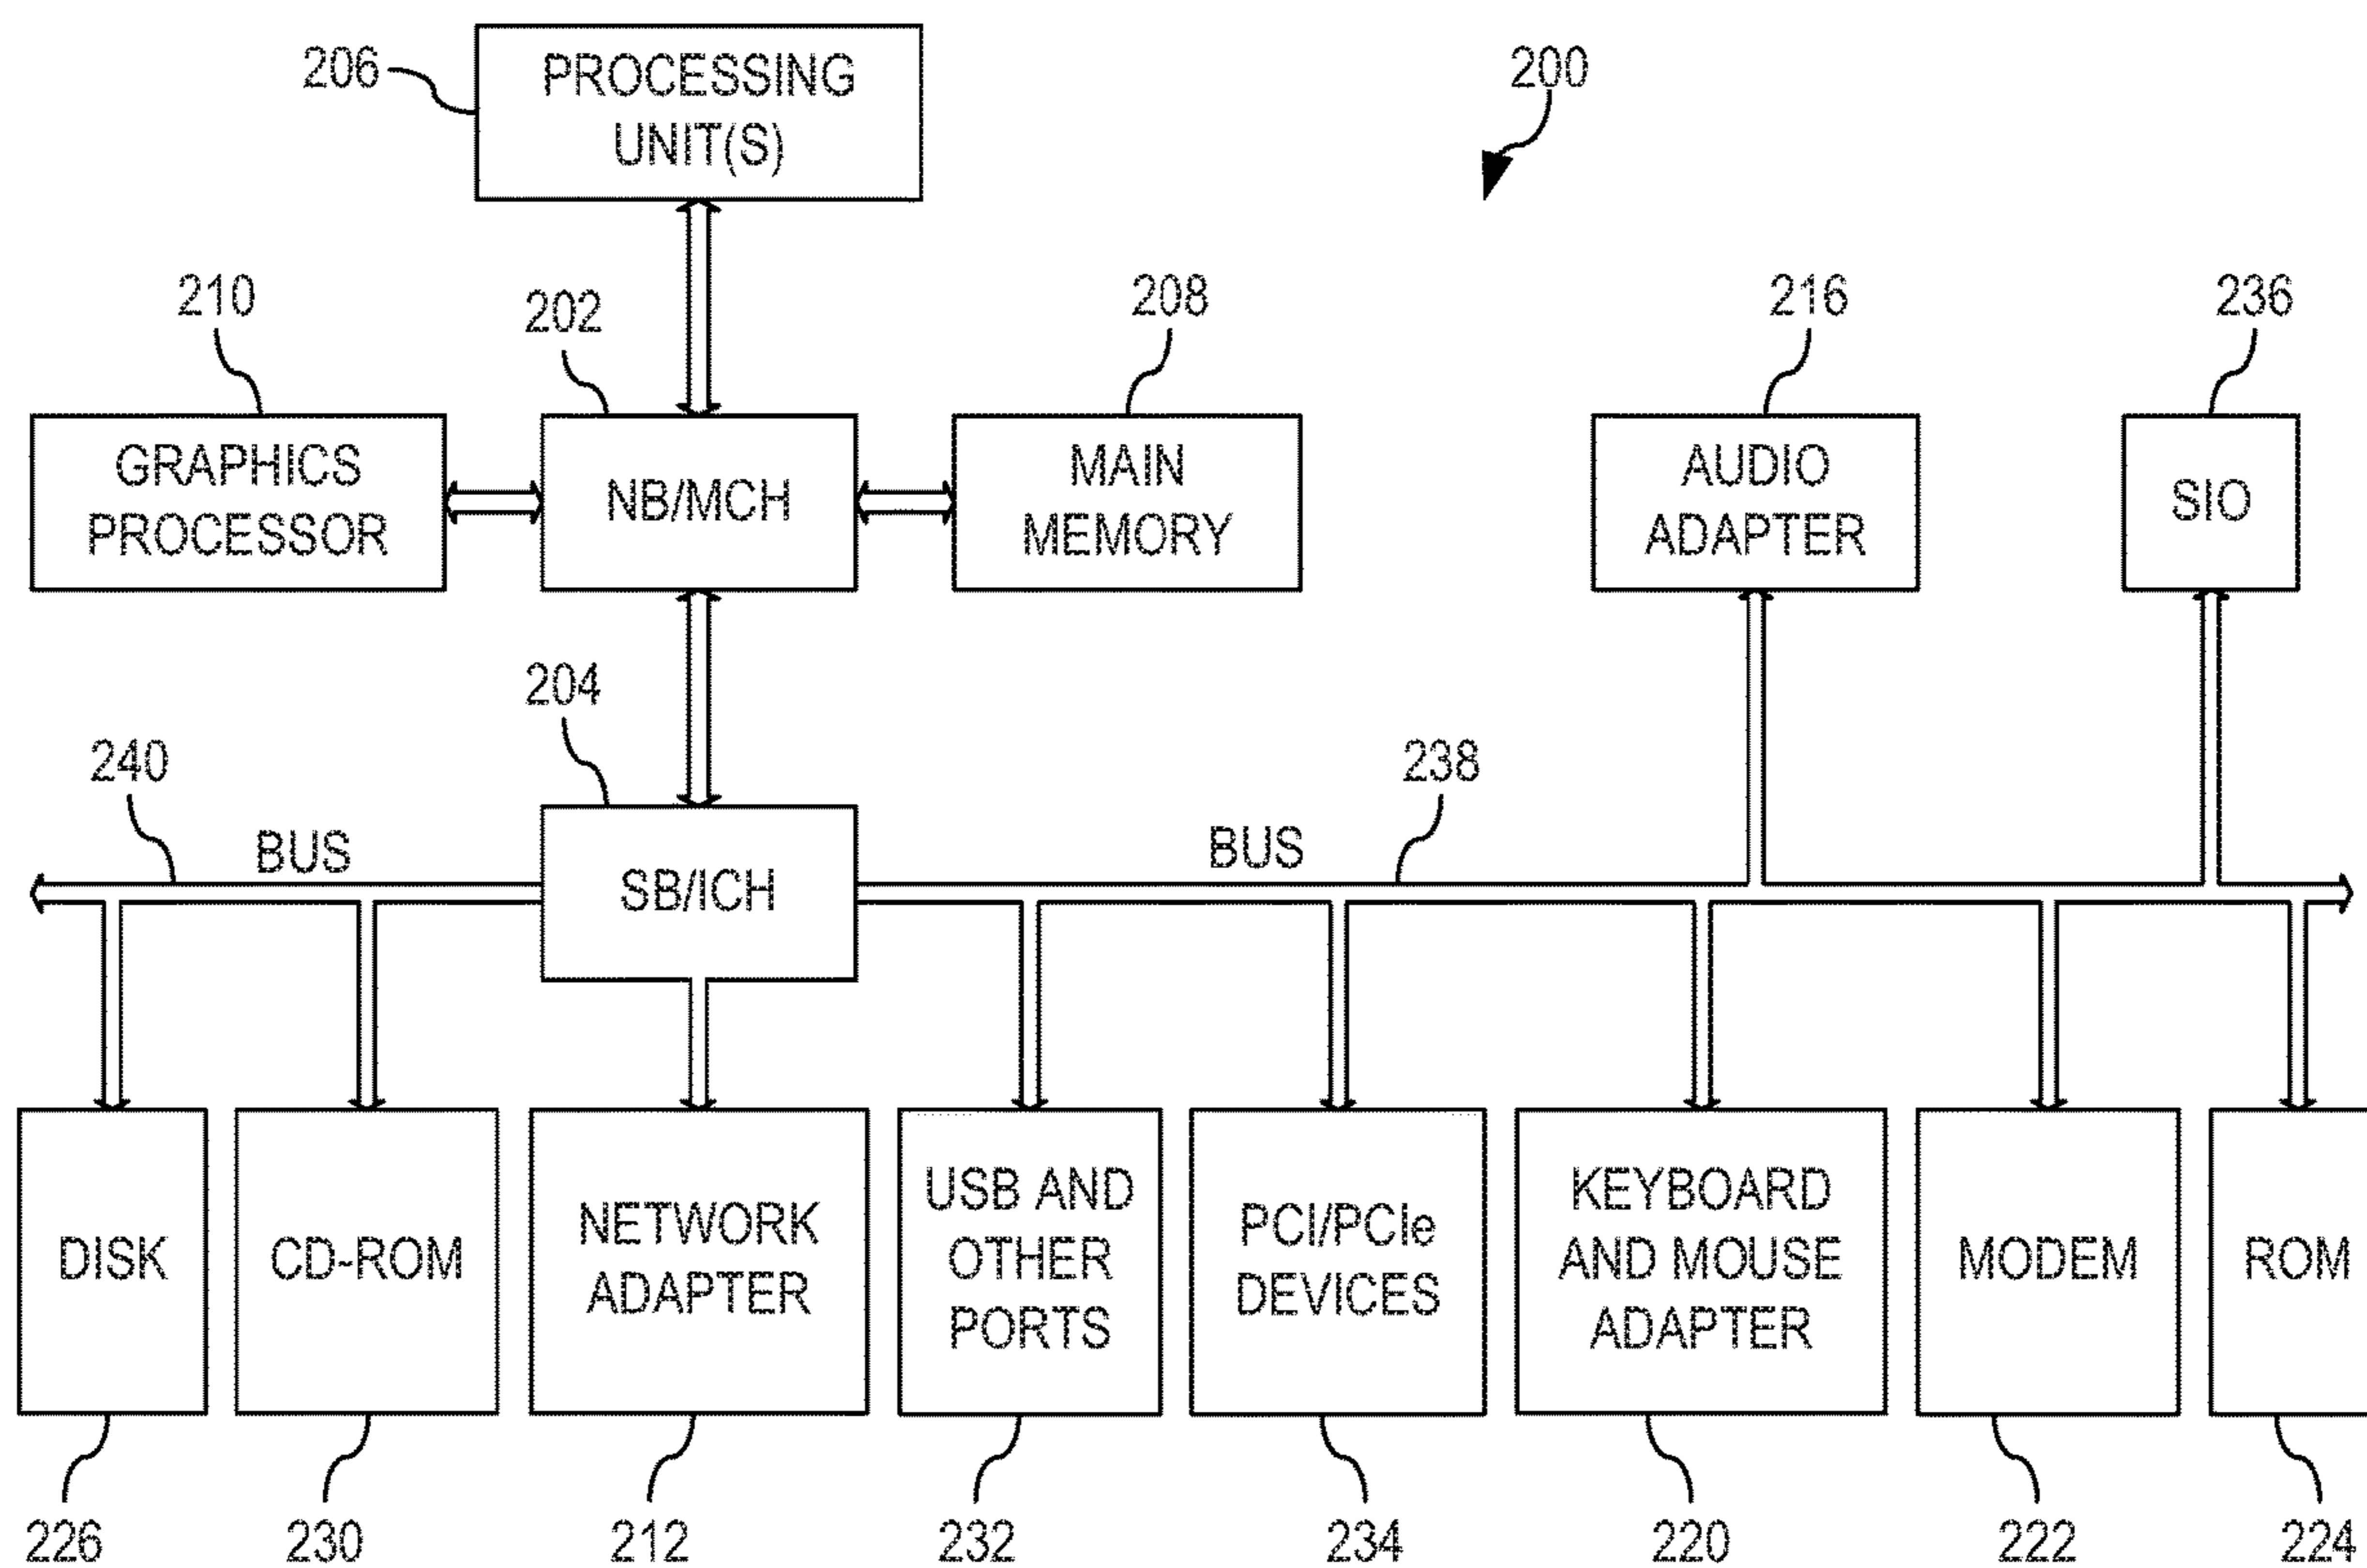 206
PROCESSING
UNIT(S)
200
210
202
208
216
236
GRAPHICS
PROCESSOR
NB/MCH
MAIN
MEMORY
AUDIO
ADAPTER
SIO
204
240
238
BUS
BUS
SB/ICH
DISK
CD-ROM
NETWORK
ADAPTER
USB AND
OTHER
PORTS
PCI/PCIe
DEVICES
KEYBOARD
AND MOUSE
ADAPTER
MODEM
ROM
226
230
212
232
234
220
222
224